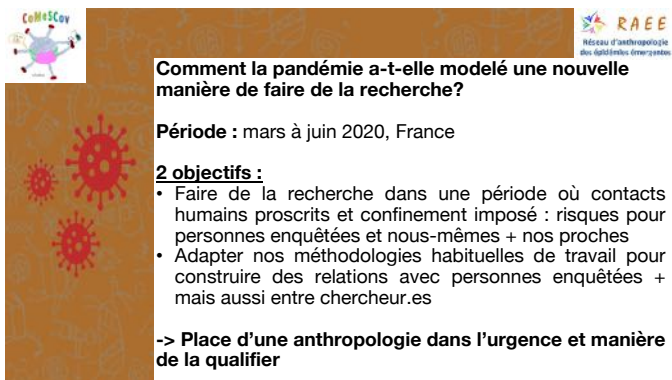 CoMeSCov
RAEE
Réseau d'anthropologie
des épidémies émergentes
Comment la pandémie a-t-elle modelé une nouvelle
manière de faire de la recherche?
Période : mars à juin 2020, France
2 objectifs :
• Faire de la recherche dans une période où contacts
humains proscrits et confinement imposé : risques pour
personnes enquêtées et nous-mêmes + nos proches
• Adapter nos méthodologies habituelles de travail pour
construire des relations avec personnes enquêtées +
mais aussi entre chercheur.es
-> Place d'une anthropologie dans l'urgence et manière
de la qualifier